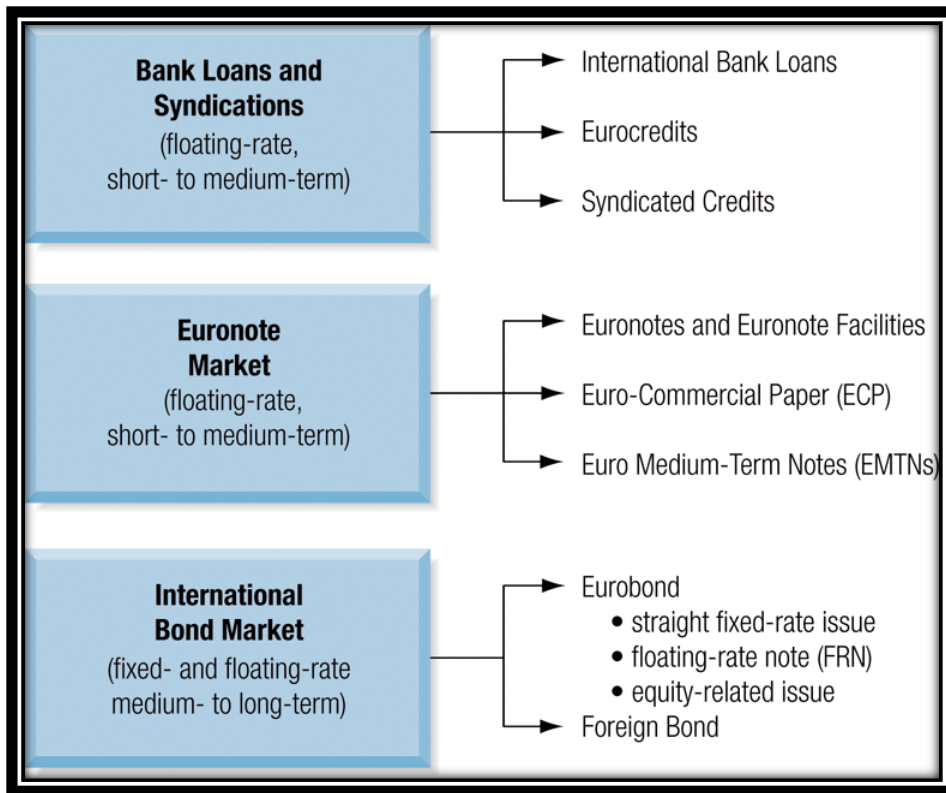 Bank Loans and
Syndications
(floating-rate,
short- to medium-term)
International Bank Loans
Eurocredits
Syndicated Credits
Euronote
Market
(floating-rate,
short- to medium-term)
Euronotes and Euronote Facilities
Euro-Commercial Paper (ECP)
Euro Medium-Term Notes (EMTNs)
International
Bond Market
(fixed- and floating-rate
medium- to long-term)
Eurobond
• straight fixed-rate issue
• floating-rate note (FRN)
• equity-related issue
Foreign Bond